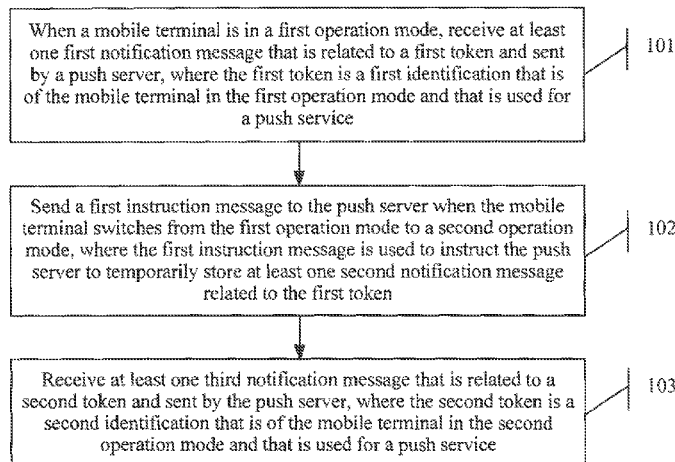 When a mobile terminal is in a first operation mode, receive at least
one first notification message that is related to a first token and sent
by a push server, where the first token is a first identification that is
of the mobile terminal in the first operation mode and that is used for
a push service
101
Send a first instruction message to the push server when the mobile
terminal switches from the first operation mode to a second operation
mode, where the first instruction message is used to instruct the push
server to temporarily store at least one second notification message
related to the first token
102
Receive at least one third notification message that is related to a
second token and sent by the push server, where the second token is a
second identification that is of the mobile terminal in the second
operation mode and that is used for a push service
103